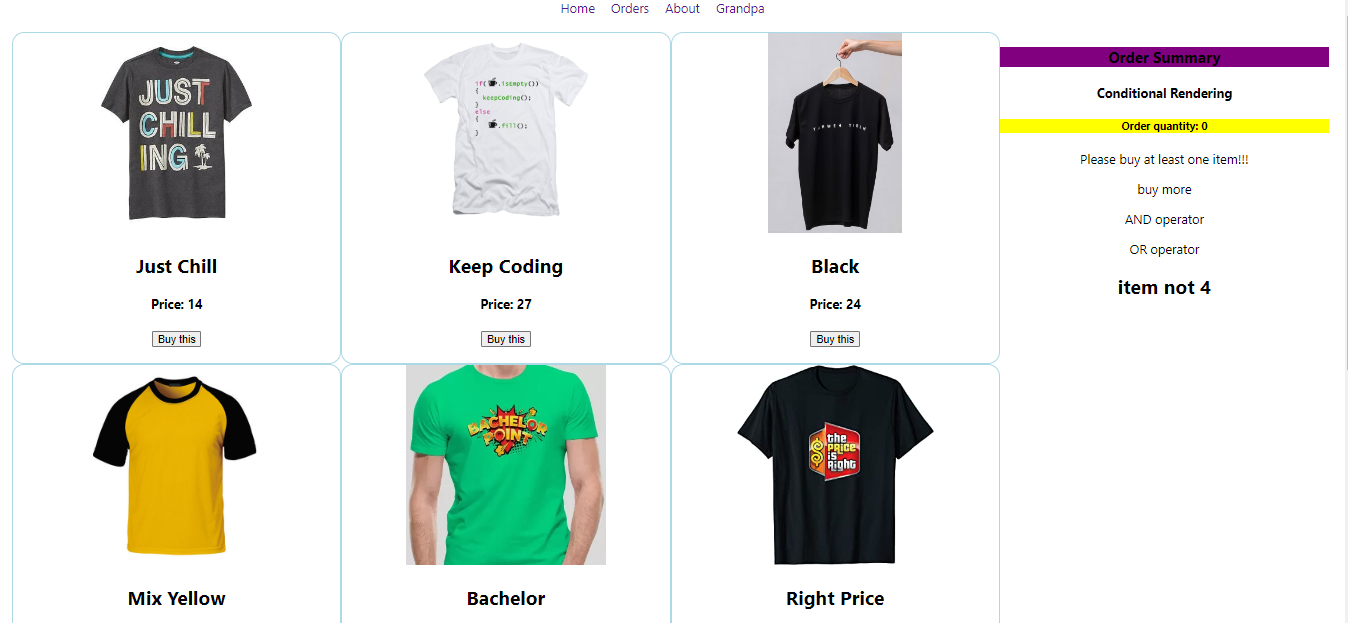 Home Orders About Grandpa
JUST
CHILL
ING
if( .isEmpty())
{
keepCoding();
}
else
{
.fill();
}
Just Chill
Price: 14
Buy this
Keep Coding
Price: 27
Buy this
Black
Price: 24
Buy this
Order Summary
Conditional Rendering
Order quantity: 0
Please buy at least one item!!!
buy more
AND operator
OR operator
item not 4
BACHELOR
POINT
the
PRICE
is
Right
Mix Yellow
Bachelor
Right Price